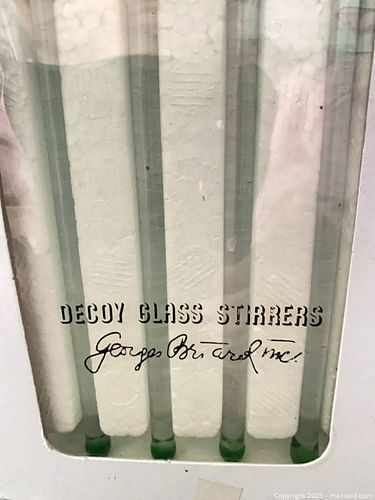 DECOY GLASS STIRRERS
Georges Briard inc.
Copyright 2025 - maxsold.com